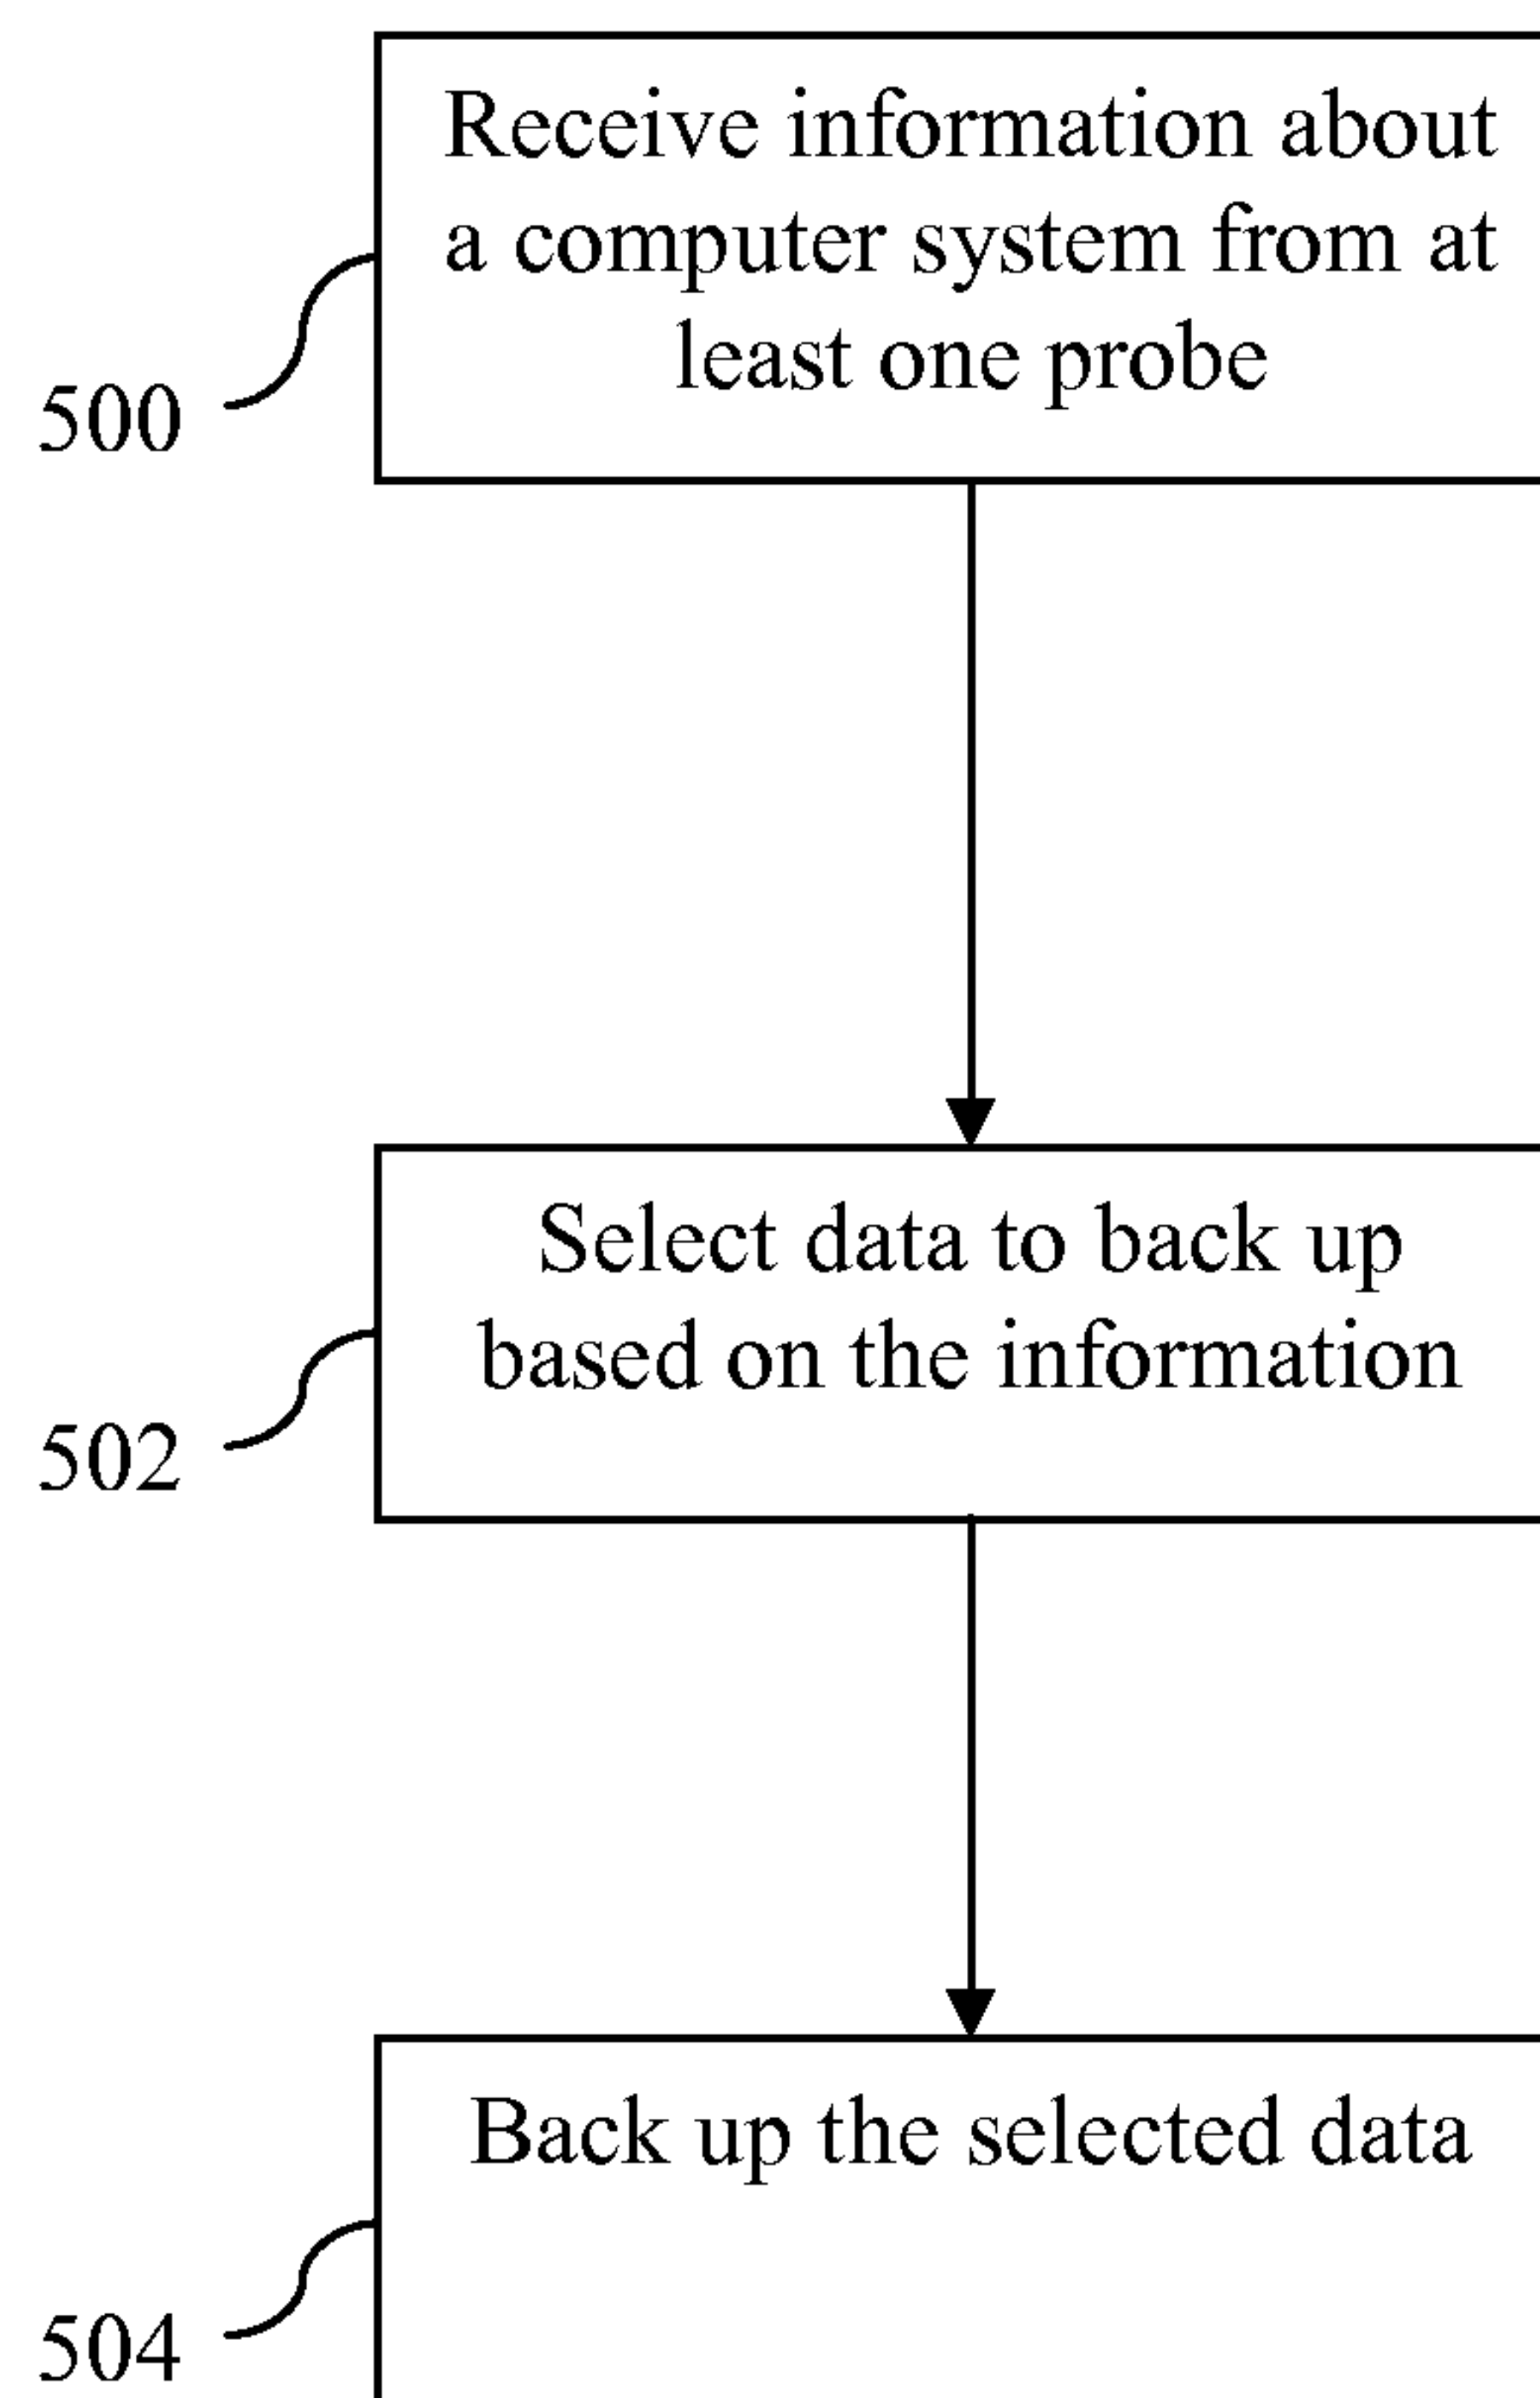 Receive information about
a computer system from at
least one probe
500
Select data to back up
based on the information
502
Back up the selected data
504